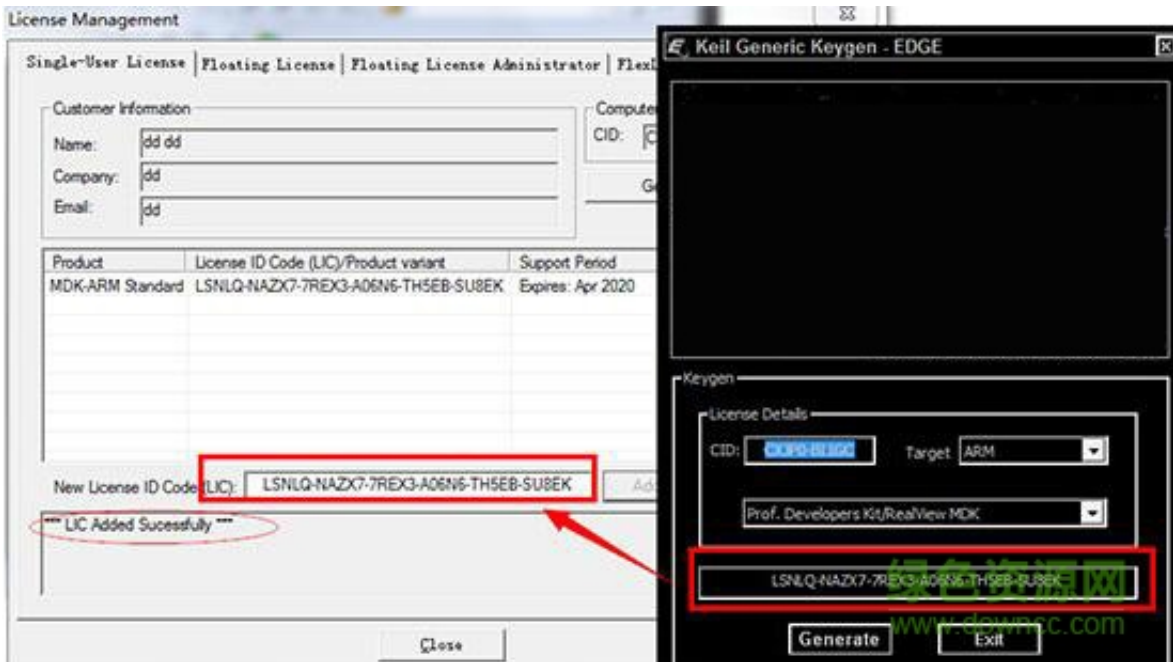 License Management
Single-User License
Floating License
Floating License Administrator
Customer Information
Name: dd dd
Company: dd
Email: dd
CID:
Product License ID Code (LIC)/Product variant Support Period
MDK-ARM Standard LSNLQ-NAZX7-7REX3-A06N6-TH5EB-SU8EK Expires: Apr 2020
New License ID Code (LIC): LSNLQ-NAZX7-7REX3-A06N6-TH5EB-SU8EK
*** LIC Added Sucessfully ***
Close
Keil Generic Keygen - EDGE
Keygen
License Details
CID:
Target ARM
Prof. Developers Kit/RealView MDK
LSNLQ-NAZX7-7REX3-A06N6-TH5EB-SU8EK
绿色资源网
www.downcc.com
Generate
Exit